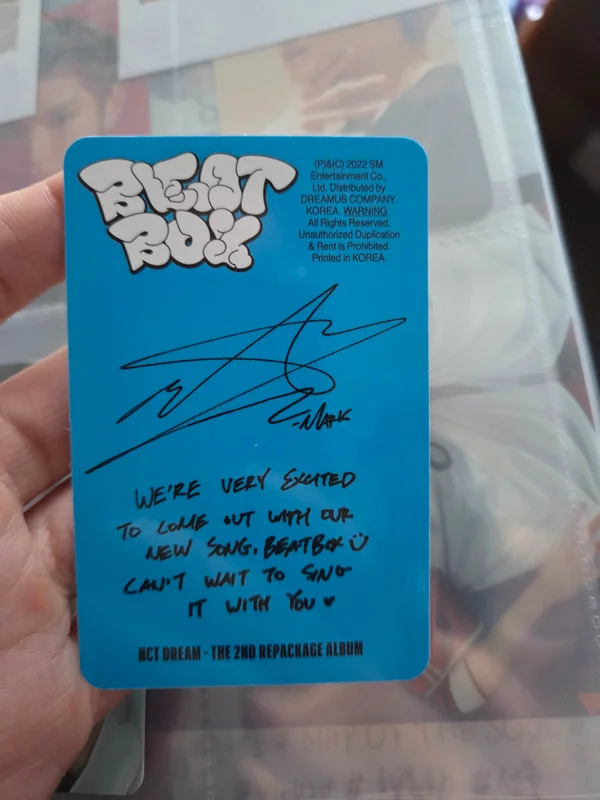 BEAT
BOX
(P)&(C) 2022 SM
Entertainment Co.,
Ltd. Distributed by
DREAMUS COMPANY.
KOREA. WARNING
All Rights Reserved.
Unauthorized Duplication
& Rent is Prohibited.
Printed in KOREA.
-MARK
WE'RE VERY EXCITED
TO COME OUT WITH OUR
NEW SONG, BEATBOX
CAN'T WAIT TO SING
IT WITH YOU ♥
NCT DREAM - THE 2ND REPACKAGE ALBUM